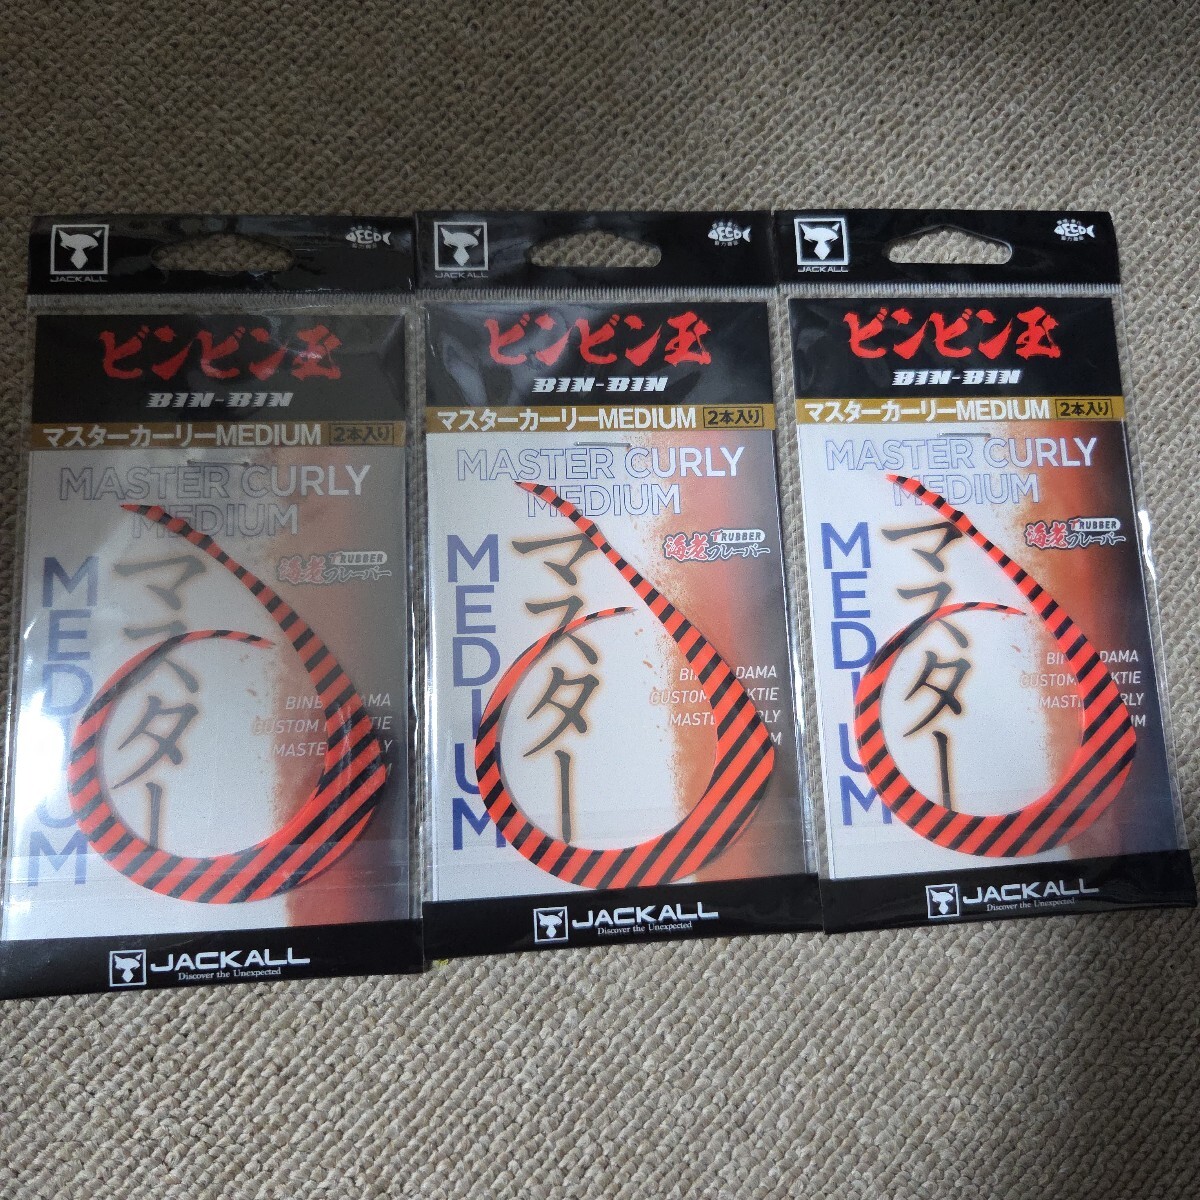 JACKALL
ECO
ビンビン玉
BIN-BIN
マスターカーリーMEDIUM 2本入り
MASTER CURLY
MEDIUM
TRUBBER
海老フレーバー
MEDIUM
マスター
JACKALL
Discover the Unexpected
JACKALL
ECO
ビンビン玉
BIN-BIN
マスターカーリーMEDIUM 2本入り
MASTER CURLY
MEDIUM
TRUBBER
海老フレーバー
MEDIUM
マスター
JACKALL
Discover the Unexpected
JACKALL
ECO
ビンビン玉
BIN-BIN
マスターカーリーMEDIUM 2本入り
MASTER CURLY
MEDIUM
TRUBBER
海老フレーバー
MEDIUM
マスター
JACKALL
Discover the Unexpected